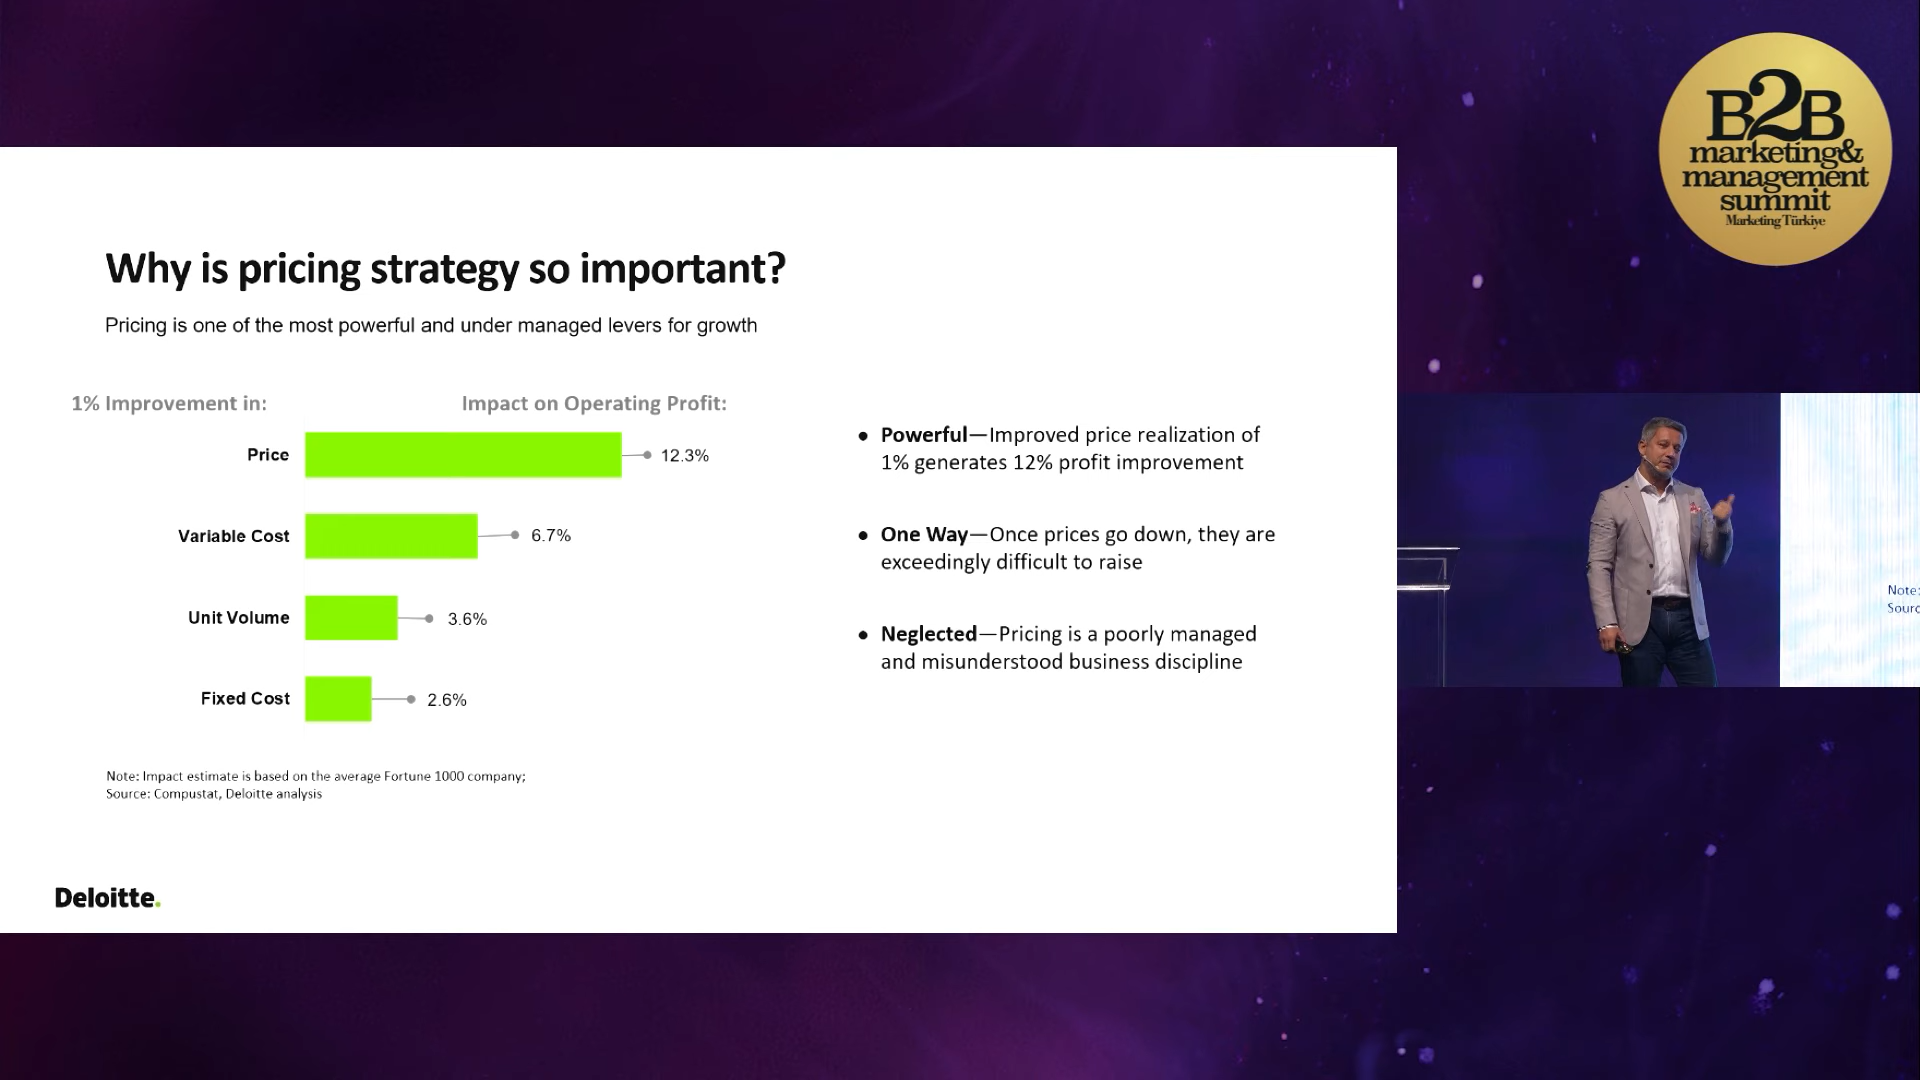 B2B
marketing&
management
summit
Marketing Türkiye
Why is pricing strategy so important?
Pricing is one of the most powerful and under managed levers for growth
1% Improvement in:
Impact on Operating Profit:
Price
12.3%
Variable Cost
6.7%
Unit Volume
3.6%
Fixed Cost
2.6%
● Powerful—Improved price realization of
1% generates 12% profit improvement
● One Way—Once prices go down, they are
exceedingly difficult to raise
● Neglected—Pricing is a poorly managed
and misunderstood business discipline
Note: Impact estimate is based on the average Fortune 1000 company;
Source: Compustat, Deloitte analysis
Deloitte.
Note:
Sourc